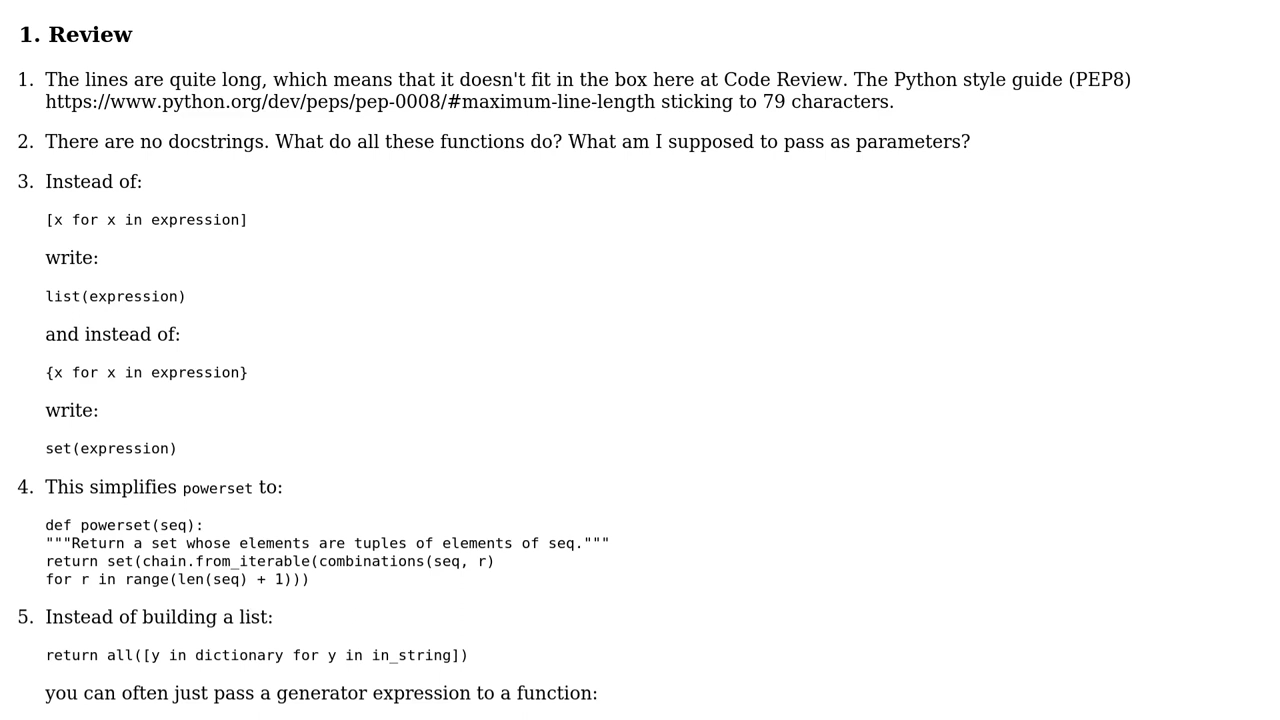 1. Review
1. The lines are quite long, which means that it doesn't fit in the box here at Code Review. The Python style guide (PEP8)
https://www.python.org/dev/peps/pep-0008/#maximum-line-length sticking to 79 characters.
2. There are no docstrings. What do all these functions do? What am I supposed to pass as parameters?
3. Instead of:
[x for x in expression]
write:
list(expression)
and instead of:
{x for x in expression}
write:
set(expression)
4. This simplifies powerset to:
def powerset(seq):
"""Return a set whose elements are tuples of elements of seq."""
return set(chain.from_iterable(combinations(seq, r)
for r in range(len(seq) + 1)))
5. Instead of building a list:
return all([y in dictionary for y in in_string])
you can often just pass a generator expression to a function: